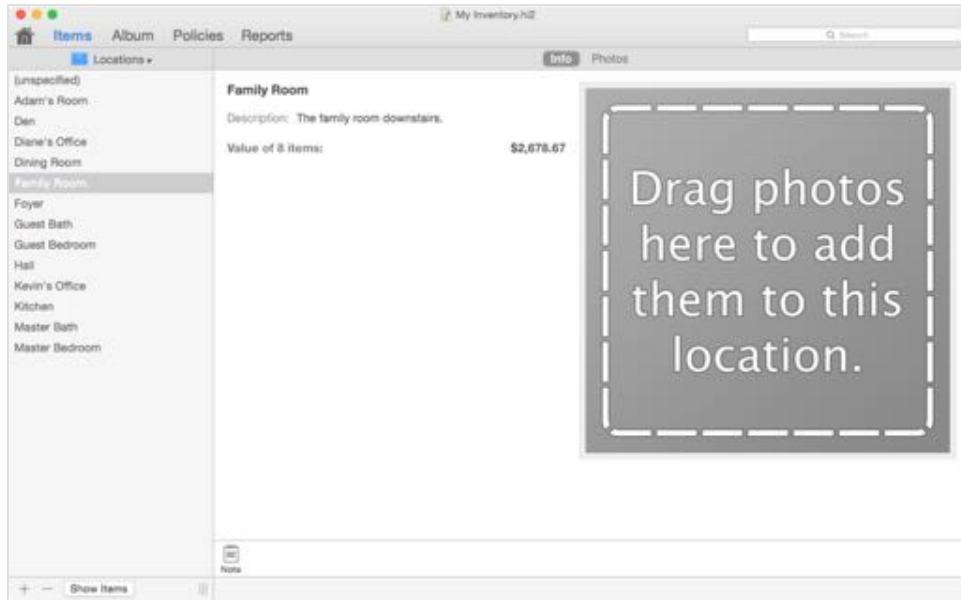 My Inventory.hi2
Items Album Policies Reports
Search
Locations
Info Photos
(unspecified)
Adam's Room
Den
Diane's Office
Dining Room
Family Room
Foyer
Guest Bath
Guest Bedroom
Hall
Kevin's Office
Kitchen
Master Bath
Master Bedroom
Family Room
Description: The family room downstairs.
Value of 8 items: $2,678.67
Drag photos
here to add
them to this
location.
Note
+ − Show Items